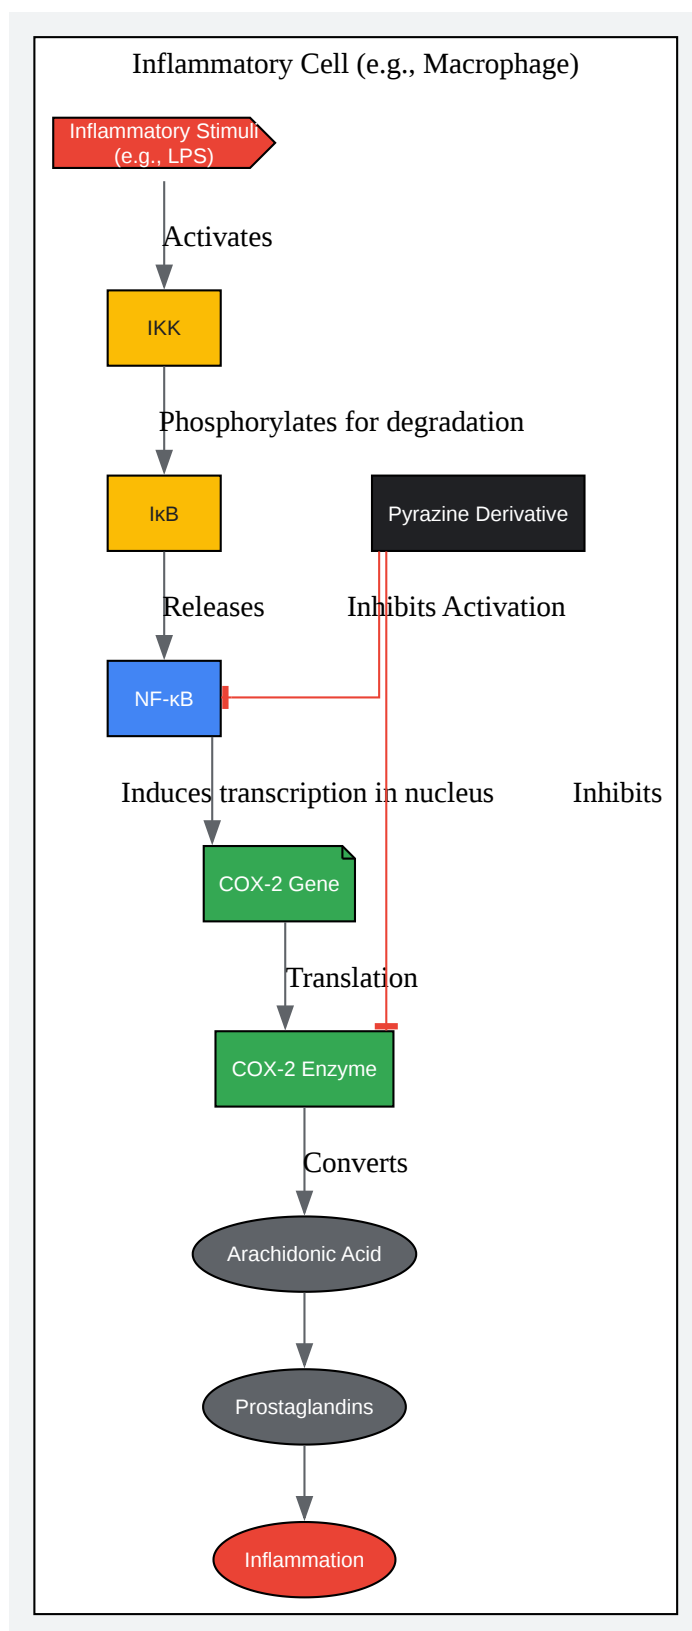 Inflammatory Cell (e.g., Macrophage)
Inflammatory Stimuli
(e.g., LPS)
Activates
IKK
Phosphorylates for degradation
IκB
Pyrazine Derivative
Releases
Inhibits Activation
NF-κB
Induces transcription in nucleus
Inhibits
COX-2 Gene
Translation
COX-2 Enzyme
Converts
Arachidonic Acid
Prostaglandins
Inflammation